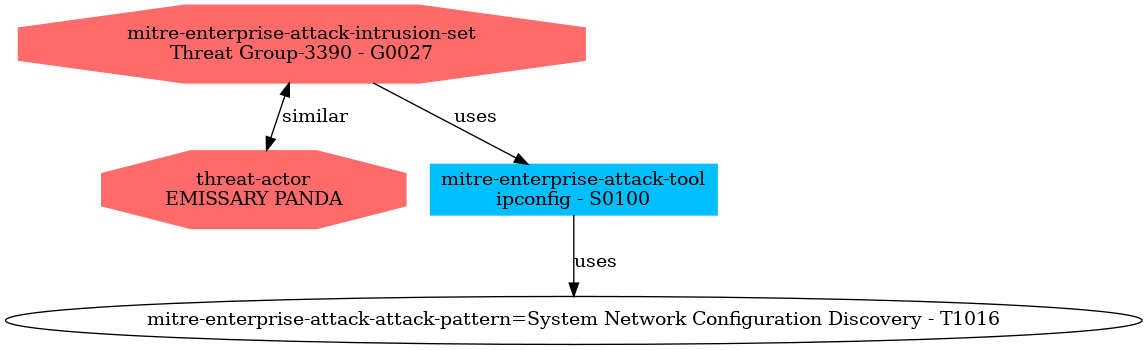 mitre-enterprise-attack-intrusion-set
Threat Group-3390 - G0027
similar
uses
threat-actor
EMISSARY PANDA
mitre-enterprise-attack-tool
ipconfig - S0100
uses
mitre-enterprise-attack-attack-pattern=System Network Configuration Discovery - T1016